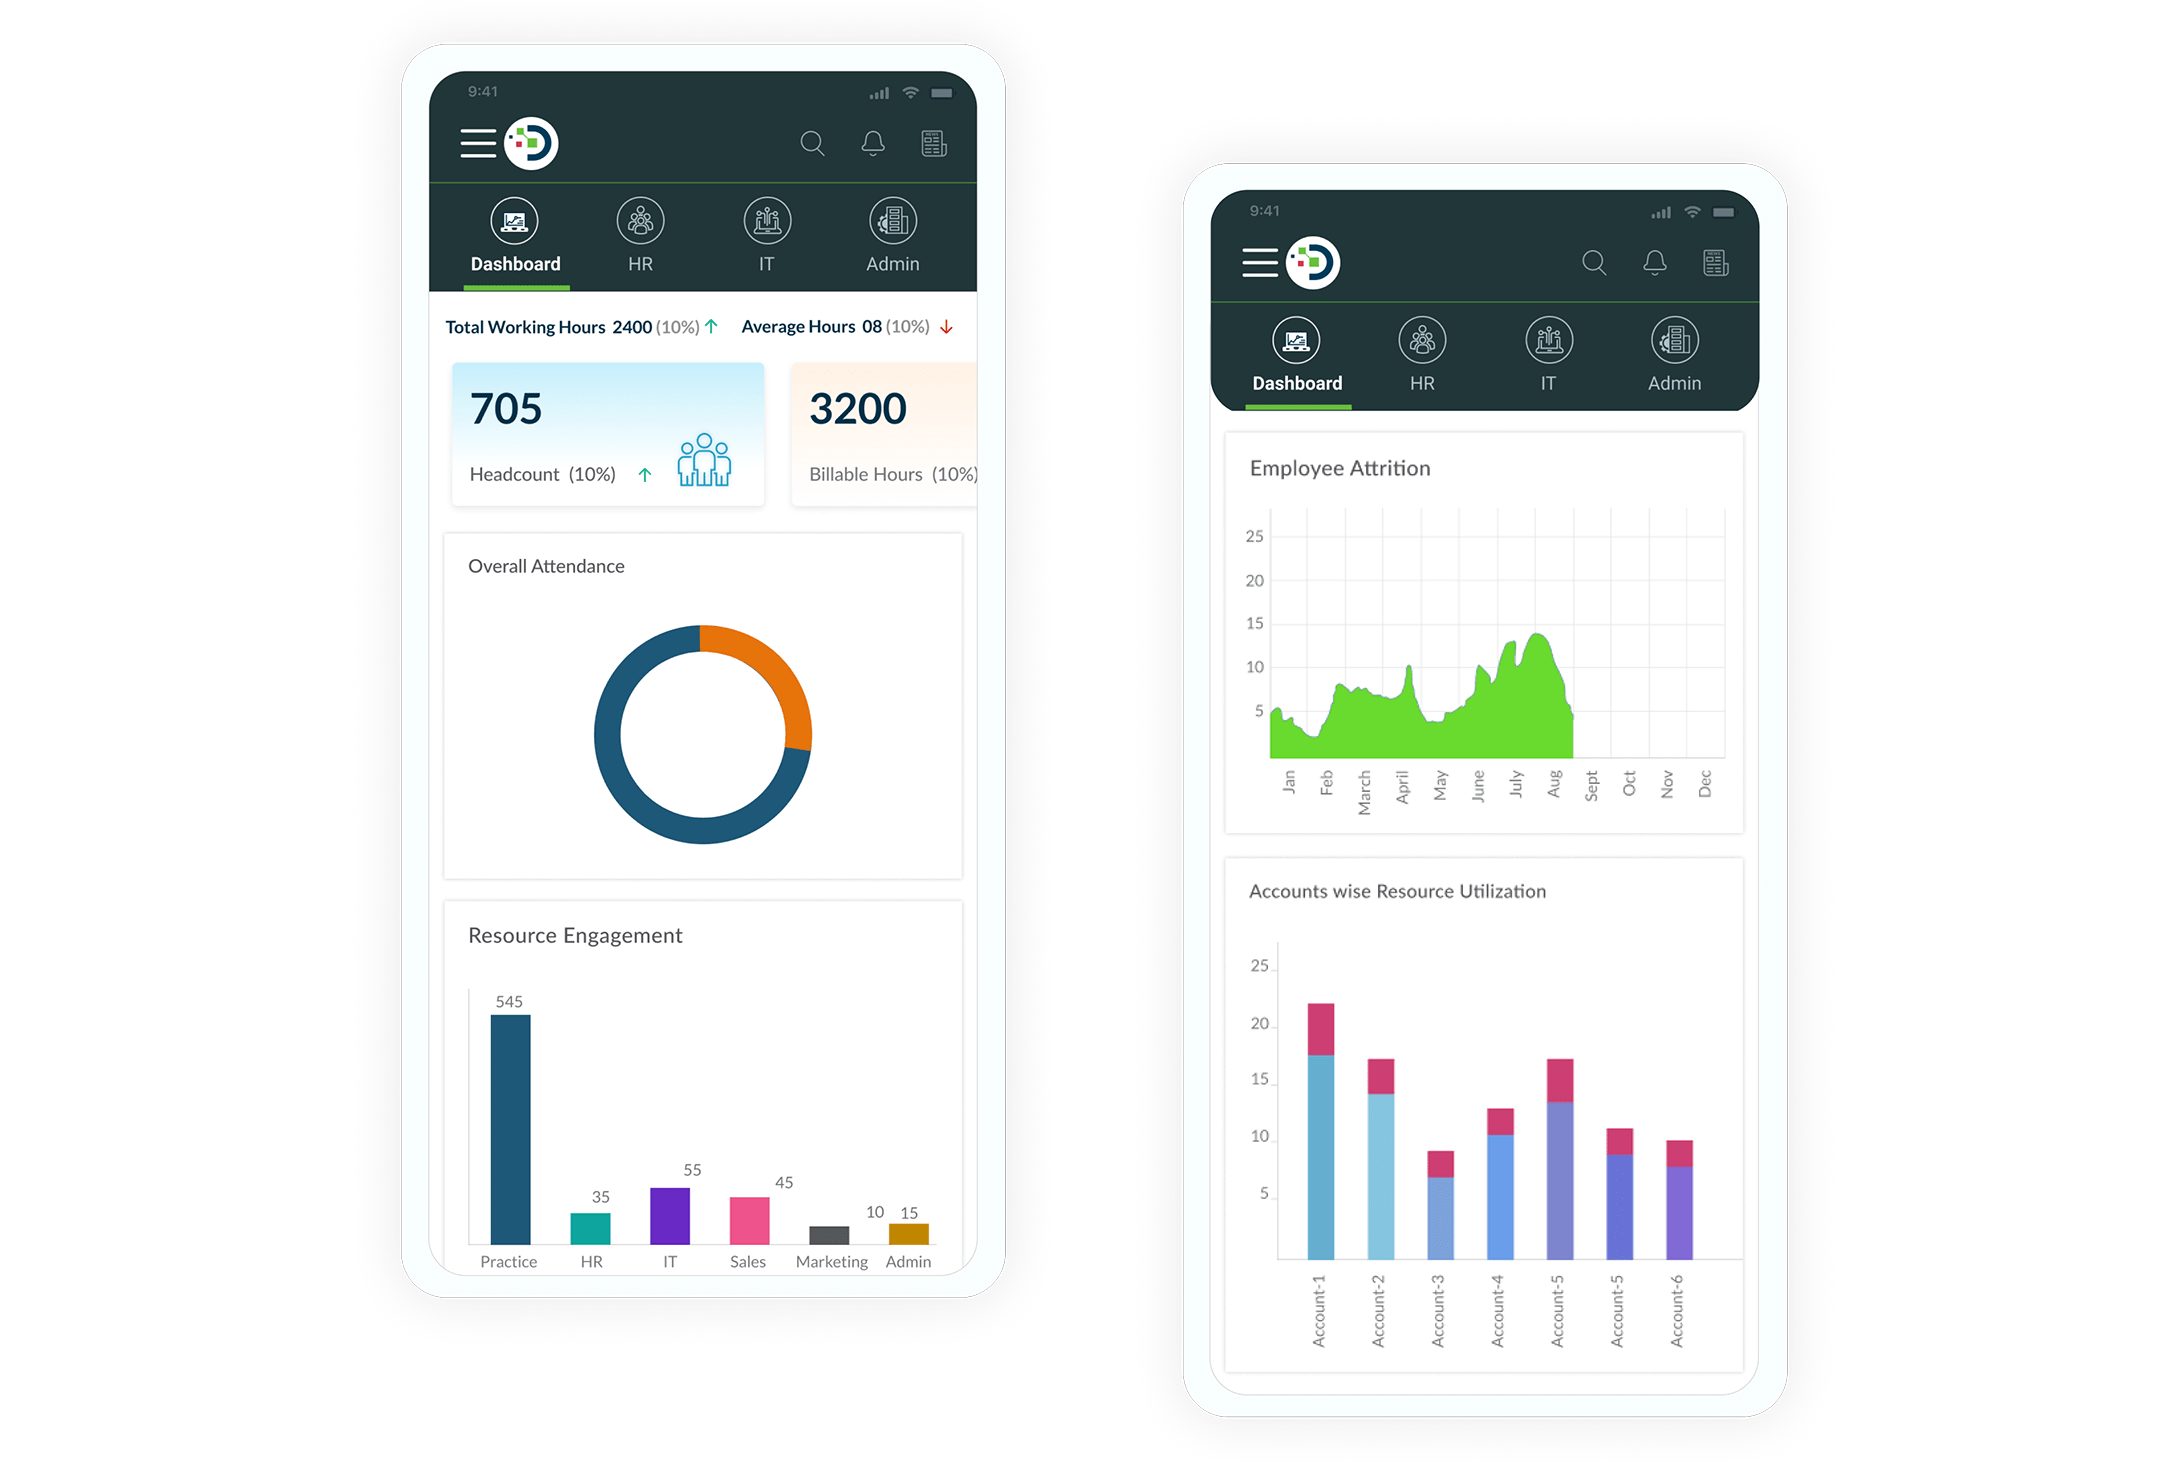 9:41
Dashboard HR IT Admin
Total Working Hours 2400 (10%) Average Hours 08 (10%)
705 3200
Headcount (10%) Billable Hours (10%)
Overall Attendance
Resource Engagement
545
55
45
35
10 15
Practice HR IT Sales Marketing Admin
9:41
Dashboard HR IT Admin
Employee Attrition
25
20
15
10
5
Jan Feb March April May June July Aug Sept Oct Nov Dec
Accounts wise Resource Utilization
25
20
15
10
5
Account-1 Account-2 Account-3 Account-4 Account-5 Account-5 Account-6